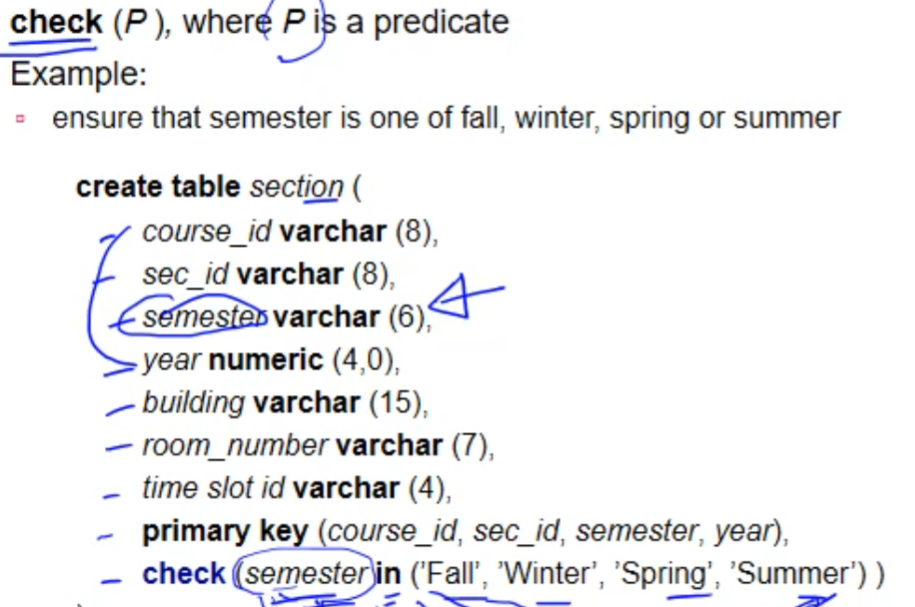 check (P ), where P is a predicate
Example:
ensure that semester is one of fall, winter, spring or summer
create table section (
course_id varchar (8),
sec_id varchar (8),
semester varchar (6),
year numeric (4,0),
building varchar (15),
room_number varchar (7),
time slot id varchar (4),
primary key (course_id, sec_id, semester, year),
check (semester in (’Fall’, ’Winter’, ’Spring’, ’Summer’) )